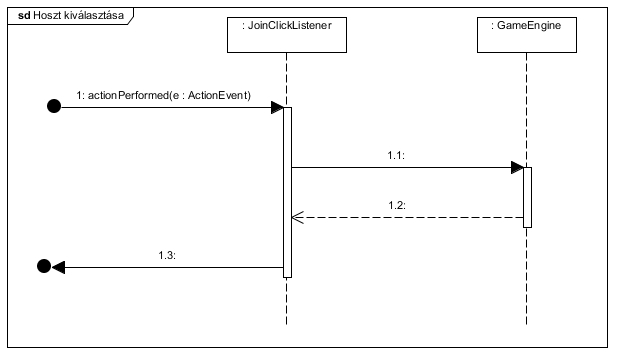 sd Hoszt kiválasztása
: JoinClickListener
: GameEngine
1: actionPerformed(e : ActionEvent)
1.1:
1.2:
1.3: